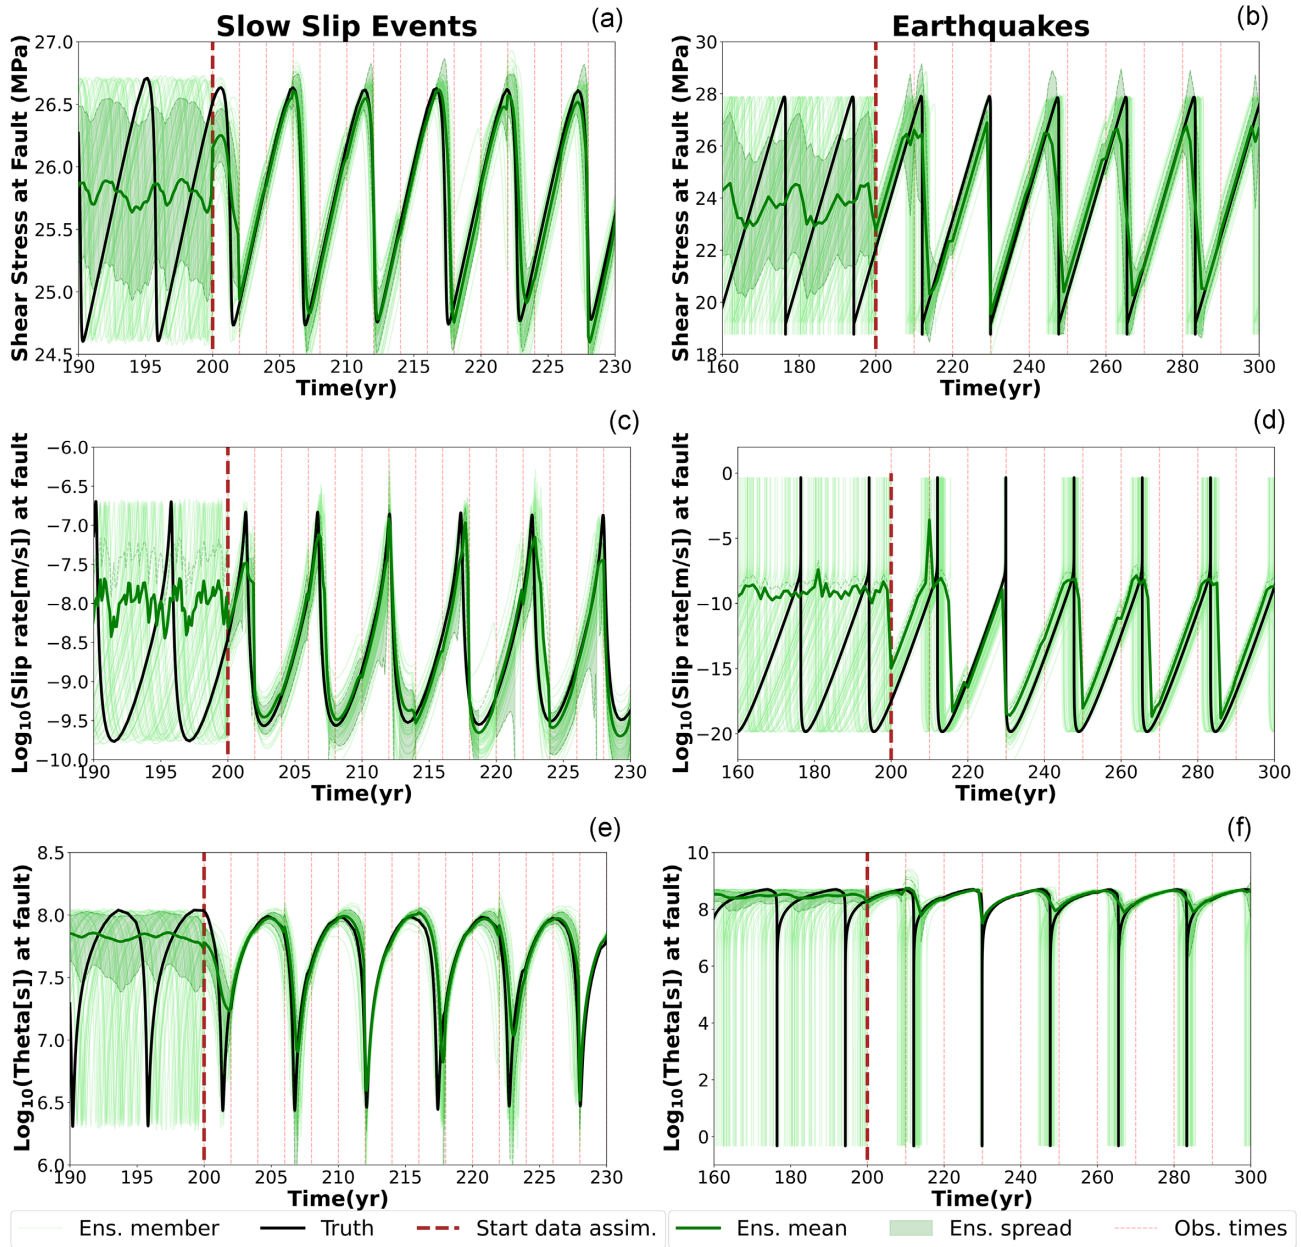 Slow Slip Events
(a)
Earthquakes
(b)
Shear Stress at Fault (MPa)
27.0
26.5
26.0
25.5
25.0
24.5
190 195 200 205 210 215 220 225 230
Time(yr)
Shear Stress at Fault (MPa)
30
28
26
24
22
20
18
160 180 200 220 240 260 280 300
Time(yr)
(c)
(d)
Log10(Slip rate[m/s]) at fault
−6.0
−6.5
−7.0
−7.5
−8.0
−8.5
−9.0
−9.5
−10.0
190 195 200 205 210 215 220 225 230
Time(yr)
Log10(Slip rate[m/s]) at fault
0
−5
−10
−15
−20
160 180 200 220 240 260 280 300
Time(yr)
(e)
(f)
Log10(Theta[s]) at fault)
8.5
8.0
7.5
7.0
6.5
6.0
190 195 200 205 210 215 220 225 230
Time(yr)
Log10(Theta[s]) at fault)
10
8
6
4
2
0
160 180 200 220 240 260 280 300
Time(yr)
Ens. member Truth Start data assim. Ens. mean Ens. spread Obs. times